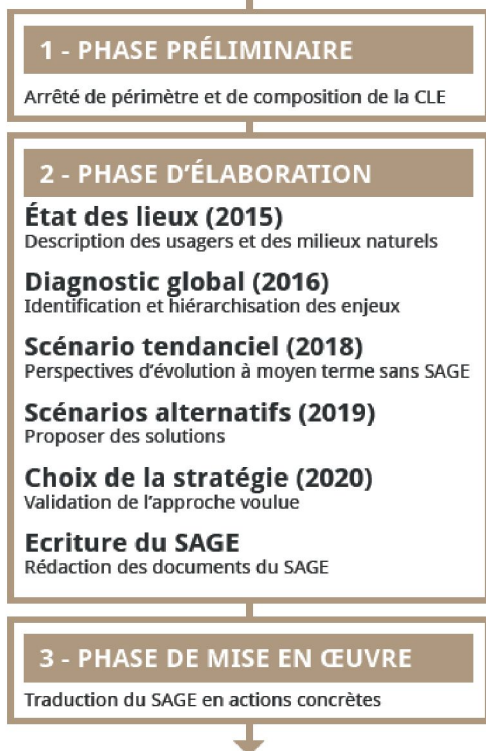 1 - PHASE PRÉLIMINAIRE
Arrêté de périmètre et de composition de la CLE
2 - PHASE D’ÉLABORATION
État des lieux (2015)
Description des usagers et des milieux naturels
Diagnostic global (2016)
Identification et hiérarchisation des enjeux
Scénario tendanciel (2018)
Perspectives d’évolution à moyen terme sans SAGE
Scénarios alternatifs (2019)
Proposer des solutions
Choix de la stratégie (2020)
Validation de l’approche voulue
Ecriture du SAGE
Rédaction des documents du SAGE
3 - PHASE DE MISE EN ŒUVRE
Traduction du SAGE en actions concrètes